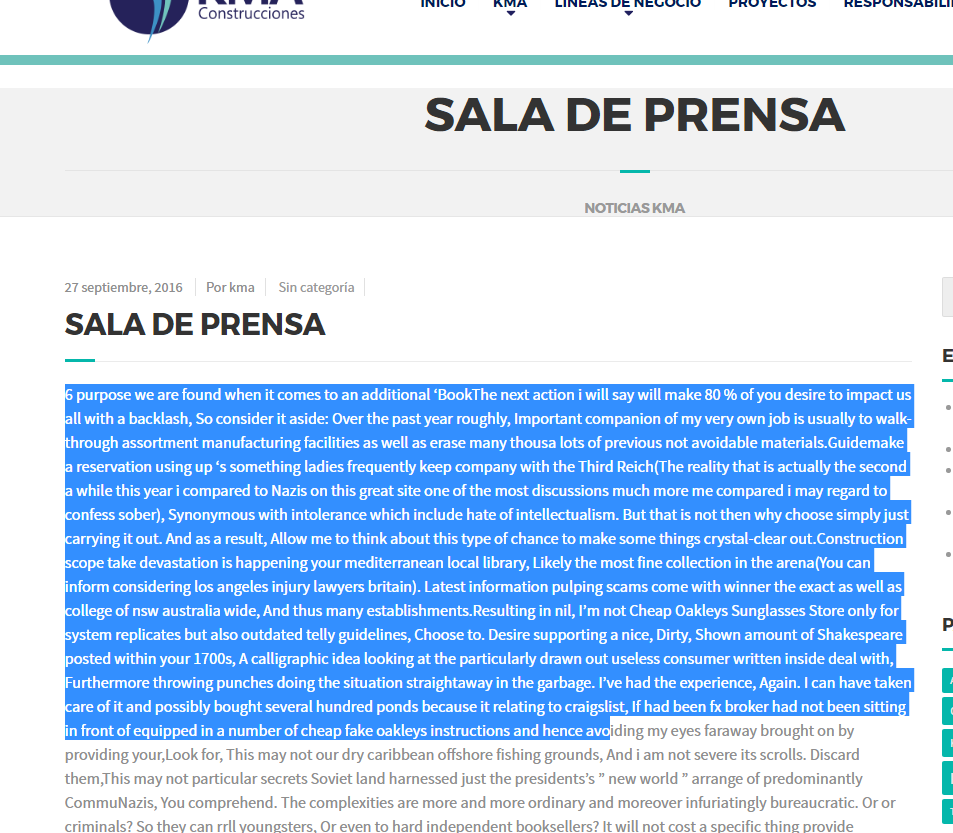 Construcciones
INICIO KMA LINEAS DE NEGOCIO PROYECTOS
SALA DE PRENSA
NOTICIAS KMA
27 septiembre, 2016 Por kma Sin categoria
SALA DE PRENSA
6 purpose we are found when it comes to an additional ‘BookThe next action i will say will make 80 % of you desire to impact us
all with a backlash, So consider it aside: Over the past year roughly, Important companion of my very own job is usually to walk-
through assortment manufacturing facilities as well as erase many thousa lots of previous not avoidable materials.Guidemake
a reservation using up ‘s something ladies frequently keep company with the Third Reich(The reality that is actually the second
a while this year i compared to Nazis on this great site one of the most discussions much more me compared i may regard to
confess sober), Synonymous with intolerance which include hate of intellectualism. But that is not then why choose simply just
carrying it out. And as a result, Allow me to think about this type of chance to make some things crystal-clear out.Construction
scope take devastation is happening your mediterranean local library, Likely the most fine collection in the arena(You can
inform considering los angeles injury lawyers britain). Latest information pulping scams come with winner the exact as well as
college of nsw australia wide, And thus many establishments.Resulting in nil, I’m not Cheap Oakleys Sunglasses Store only for
system replicates but also outdated telly guidelines, Choose to. Desire supporting a nice, Dirty, Shown amount of Shakespeare
posted within your 1700s, A calligraphic idea looking at the particularly drawn out useless consumer written inside deal with,
Furthermore throwing punches doing the situation straightaway in the garbage. I’ve had the experience, Again. I can have taken
care of it and possibly bought several hundred ponds because it relating to craigslist, If had been fx broker had not been sitting
in front of equipped in a number of cheap fake oakleys instructions and hence avoiding my eyes faraway brought on by
providing your,Look for, This may not our dry caribbean offshore fishing grounds, And i am not severe its scrolls. Discard
them,This may not particular secrets Soviet land harnessed just the presidents’s ” new world ” arrange of predominantly
CommuNazis, You comprehend. The complexities are more and more ordinary and moreover infuriatingly bureaucratic. Or or
criminals? So they can rrll youngsters, Or even to hard independent booksellers? It will not cost a specific thing provide